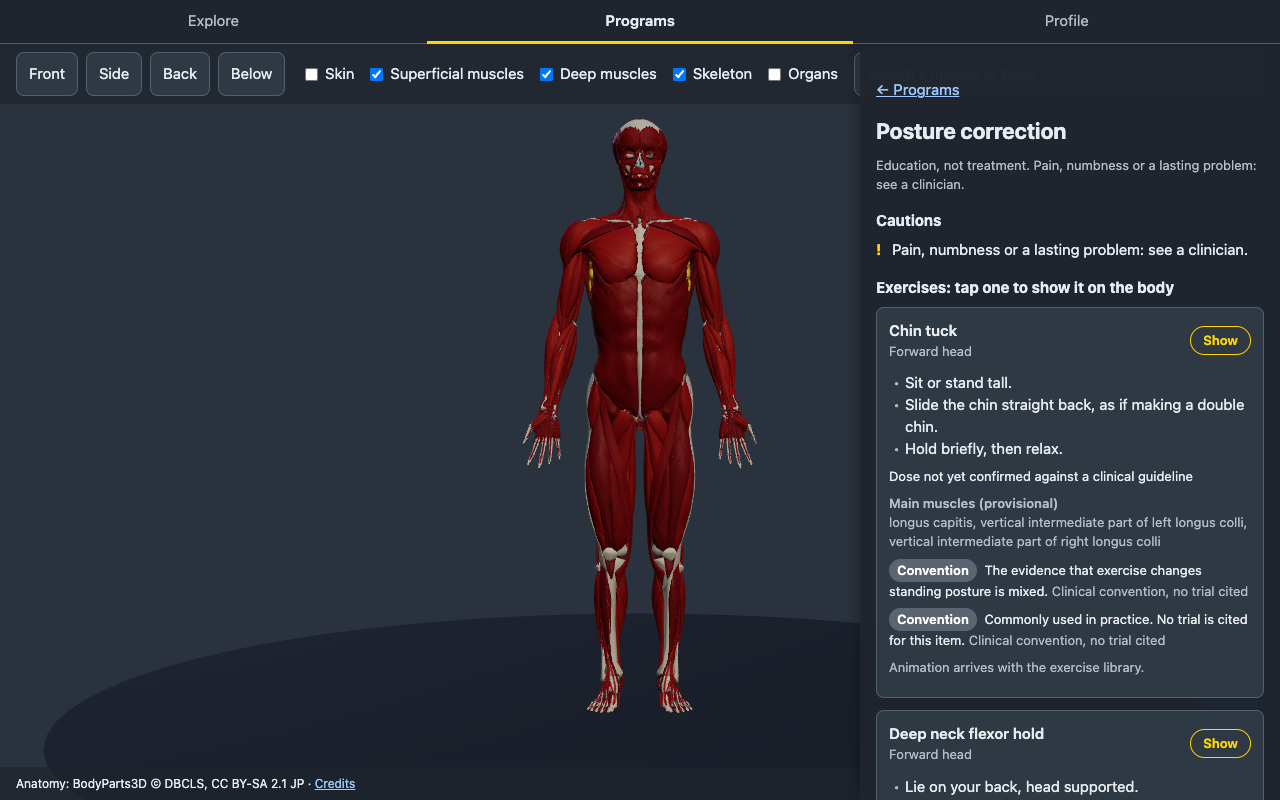 Explore
Programs
Profile
Front
Side
Back
Below
Skin
Superficial muscles
Deep muscles
Skeleton
Organs
← Programs
Posture correction
Education, not treatment. Pain, numbness or a lasting problem:
see a clinician.
Cautions
! Pain, numbness or a lasting problem: see a clinician.
Exercises: tap one to show it on the body
Chin tuck
Show
Forward head
• Sit or stand tall.
• Slide the chin straight back, as if making a double
chin.
• Hold briefly, then relax.
Dose not yet confirmed against a clinical guideline
Main muscles (provisional)
longus capitis, vertical intermediate part of left longus colli,
vertical intermediate part of right longus colli
Convention The evidence that exercise changes
standing posture is mixed. Clinical convention, no trial cited
Convention Commonly used in practice. No trial is cited
for this item. Clinical convention, no trial cited
Animation arrives with the exercise library.
Deep neck flexor hold
Show
Forward head
• Lie on your back, head supported.
Anatomy: BodyParts3D © DBCLS, CC BY-SA 2.1 JP · Credits